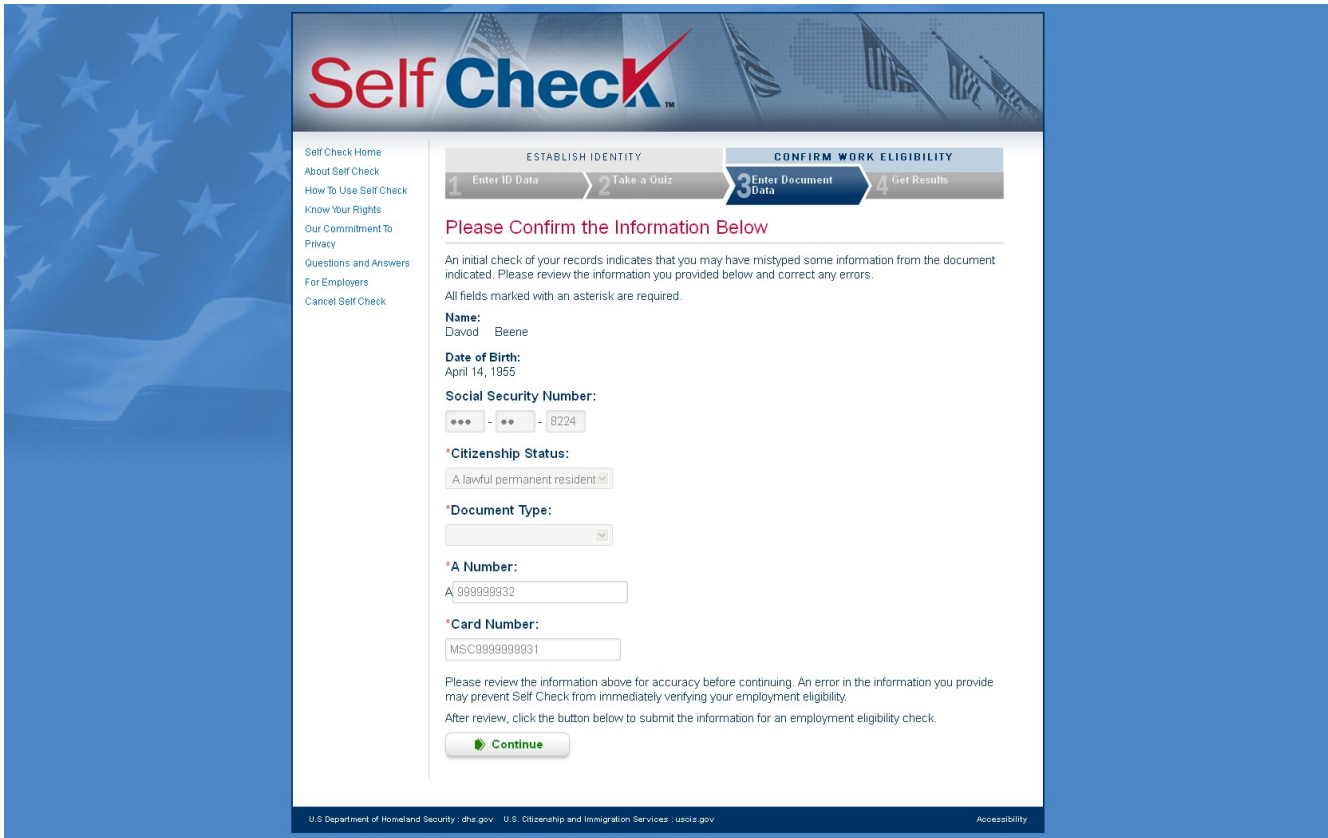 Self Check™
Self Check Home
About Self Check
How To Use Self Check
Know Your Rights
Our Commitment To
Privacy
Questions and Answers
For Employers
Cancel Self Check
ESTABLISH IDENTITY
CONFIRM WORK ELIGIBILITY
1 Enter ID Data
2 Take a Quiz
3 Enter Document
Data
4 Get Results
Please Confirm the Information Below
An initial check of your records indicates that you may have mistyped some information from the document
indicated. Please review the information you provided below and correct any errors.
All fields marked with an asterisk are required.
Name:
Davod Beene
Date of Birth:
April 14, 1955
Social Security Number:
••• - •• - 8224
*Citizenship Status:
A lawful permanent resident
*Document Type:
*A Number:
A 999999932
*Card Number:
MSC9999999931
Please review the information above for accuracy before continuing. An error in the information you provide
may prevent Self Check from immediately verifying your employment eligibility.
After review, click the button below to submit the information for an employment eligibility check.
Continue
U.S Department of Homeland Security : dhs.gov U.S. Citizenship and Immigration Services : uscis.gov
Accessibility